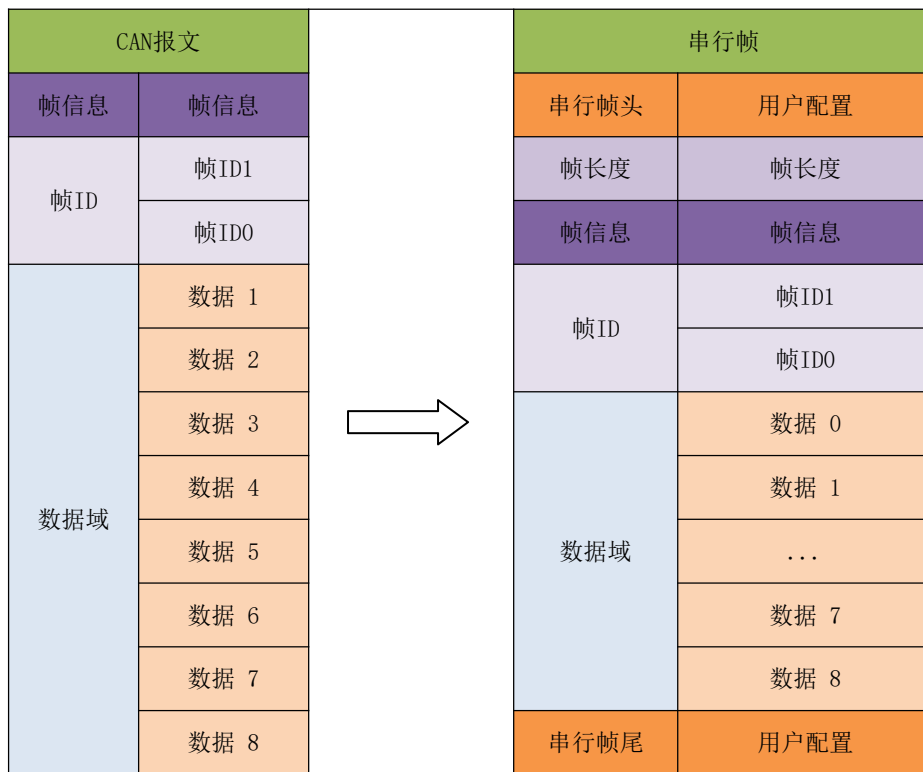 CAN报文
帧信息 帧信息
帧ID
帧ID1
帧ID0
数据域
数据 1
数据 2
数据 3
数据 4
数据 5
数据 6
数据 7
数据 8
串行帧
串行帧头 用户配置
帧长度 帧长度
帧信息 帧信息
帧ID
帧ID1
帧ID0
数据域
数据 0
数据 1
...
数据 7
数据 8
串行帧尾 用户配置